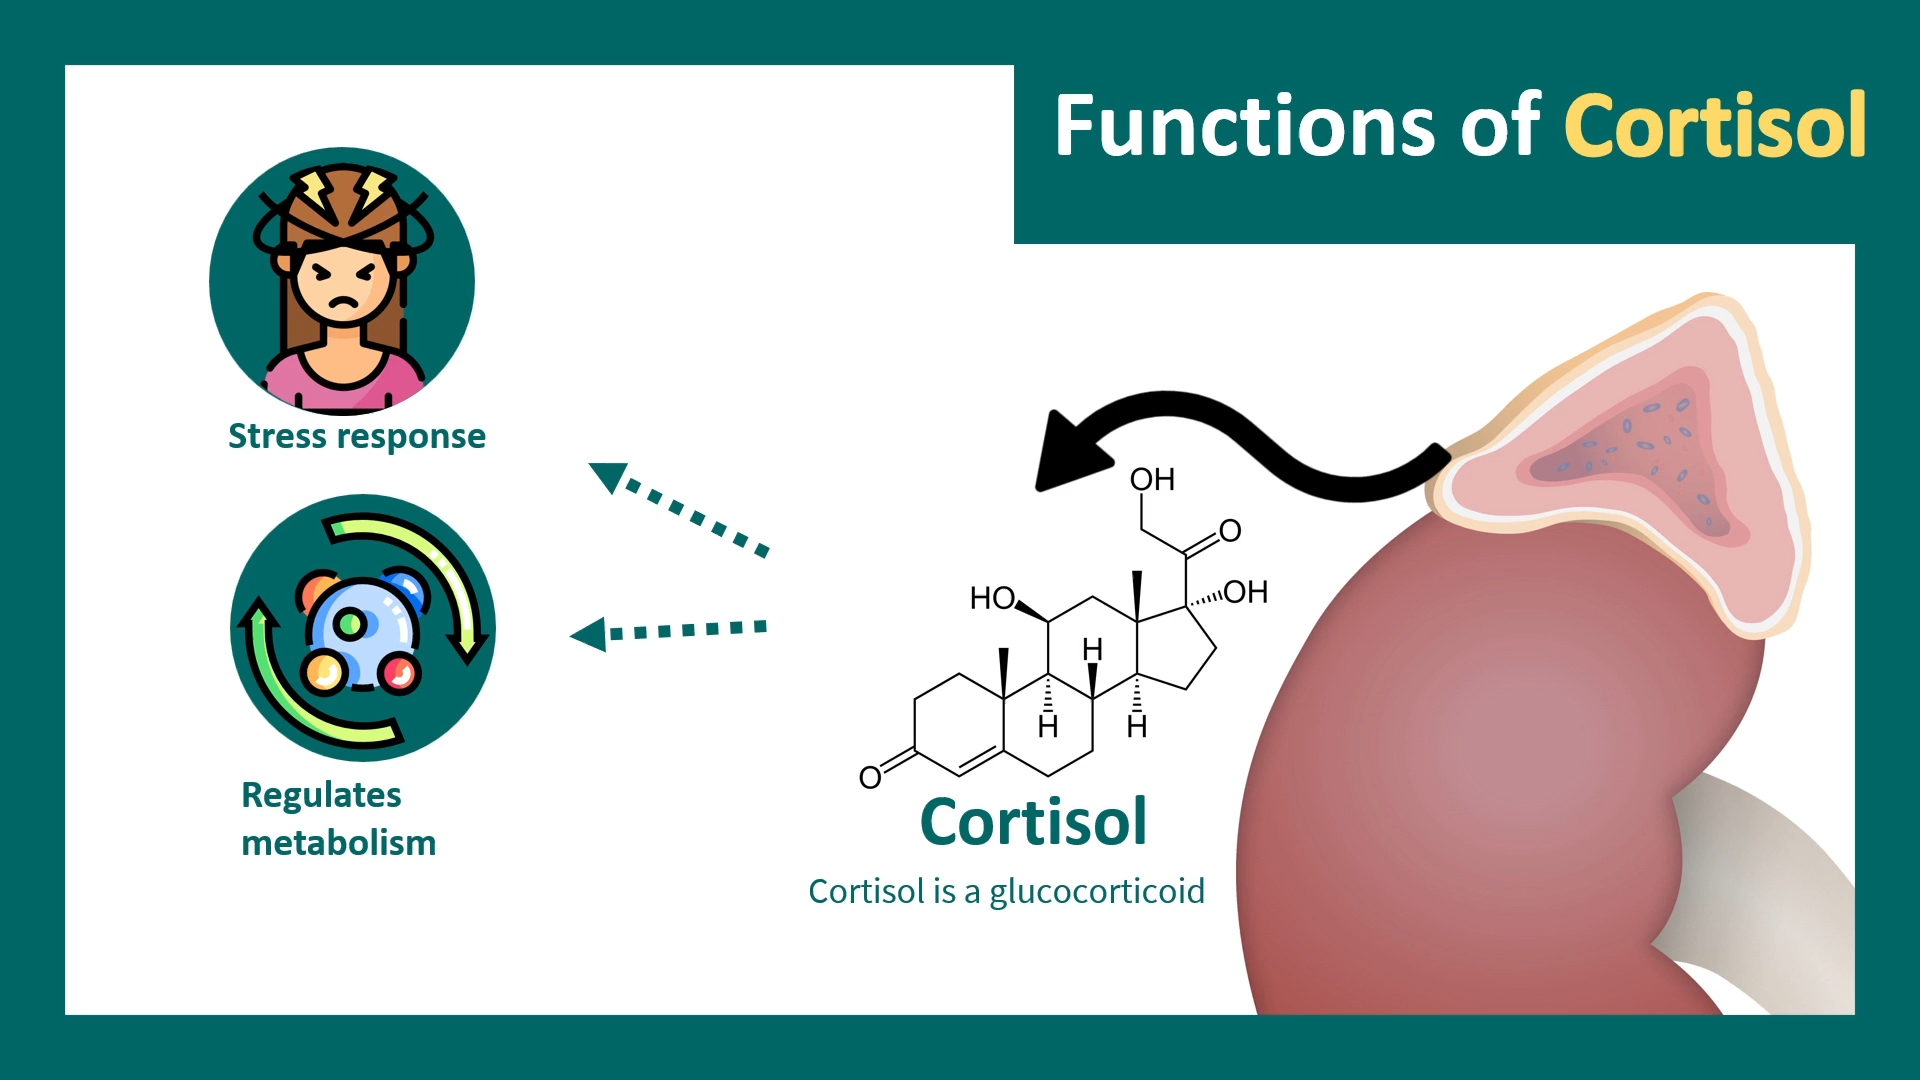 Functions of Cortisol
Stress response
Regulates
metabolism
OH
O
HO
OH
H
H
H
O
Cortisol
Cortisol is a glucocorticoid